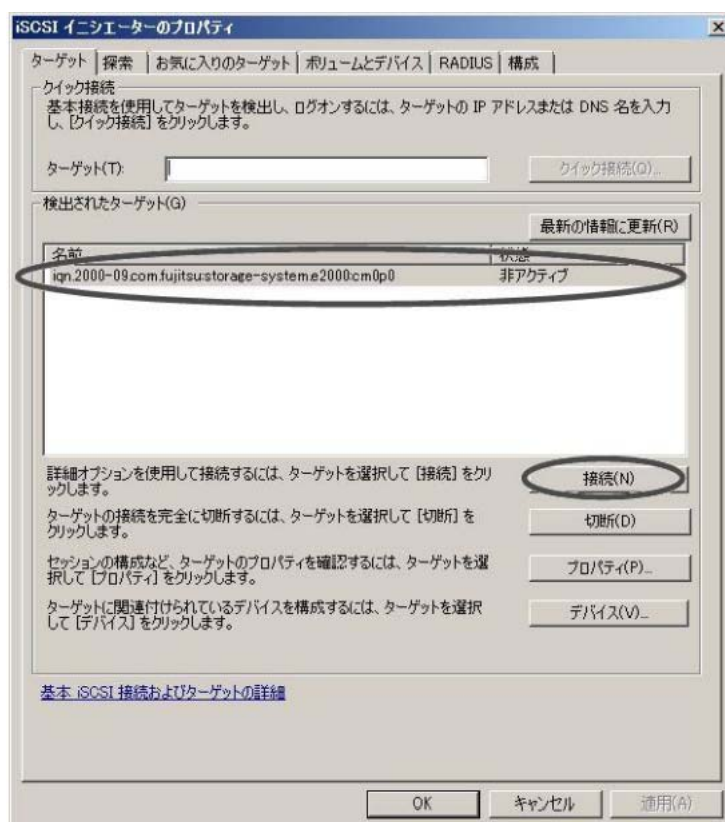 iSCSI イニシエーターのプロパティ
ターゲット 探索 お気に入りのターゲット ボリュームとデバイス RADIUS 構成
クイック接続
基本接続を使用してターゲットを検出し、ログオンするには、ターゲットの IP アドレスまたは DNS 名を入力
し、[クイック接続] をクリックします。
ターゲット(T):
クイック接続(Q)...
検出されたターゲット(G)
最新の情報に更新(R)
名前 状態
iqn.2000-09.com.fujitsu:storage-system.e2000:cm0p0 非アクティブ
詳細オプションを使用して接続するには、ターゲットを選択して [接続] をクリ
ックします。
接続(N)
ターゲットの接続を完全に切断するには、ターゲットを選択して [切断] を
クリックします。
切断(D)
セッションの構成など、ターゲットのプロパティを確認するには、ターゲットを選
択して [プロパティ] をクリックします。
プロパティ(P)...
ターゲットに関連付けられているデバイスを構成するには、ターゲットを選択
して [デバイス] をクリックします。
デバイス(V)...
基本 iSCSI 接続およびターゲットの詳細
OK キャンセル 適用(A)